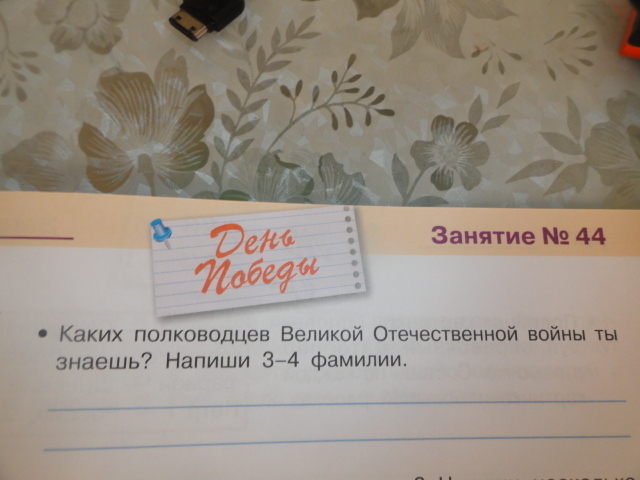 День
Победы
Занятие № 44
• Каких полководцев Великой Отечественной войны ты
знаешь? Напиши 3–4 фамилии.